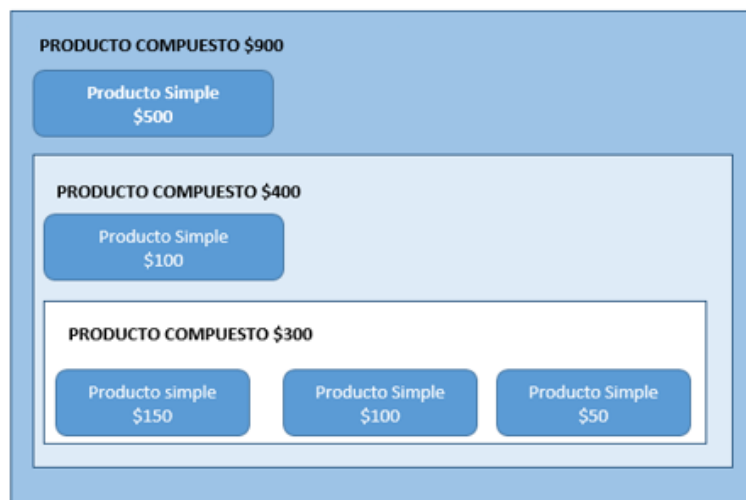 PRODUCTO COMPUESTO $900
Producto Simple
$500
PRODUCTO COMPUESTO $400
Producto Simple
$100
PRODUCTO COMPUESTO $300
Producto simple
$150
Producto Simple
$100
Producto Simple
$50